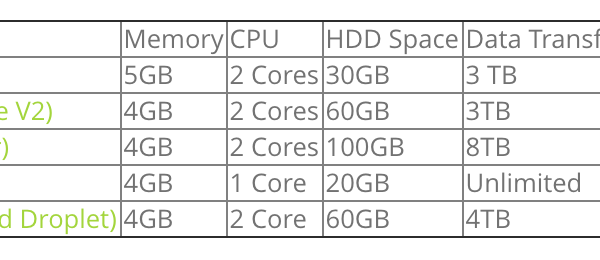 Memory CPU HDD Space Data Transf
5GB 2 Cores 30GB 3 TB
e V2) 4GB 2 Cores 60GB 3TB
) 4GB 2 Cores 100GB 8TB
4GB 1 Core 20GB Unlimited
d Droplet) 4GB 2 Core 60GB 4TB